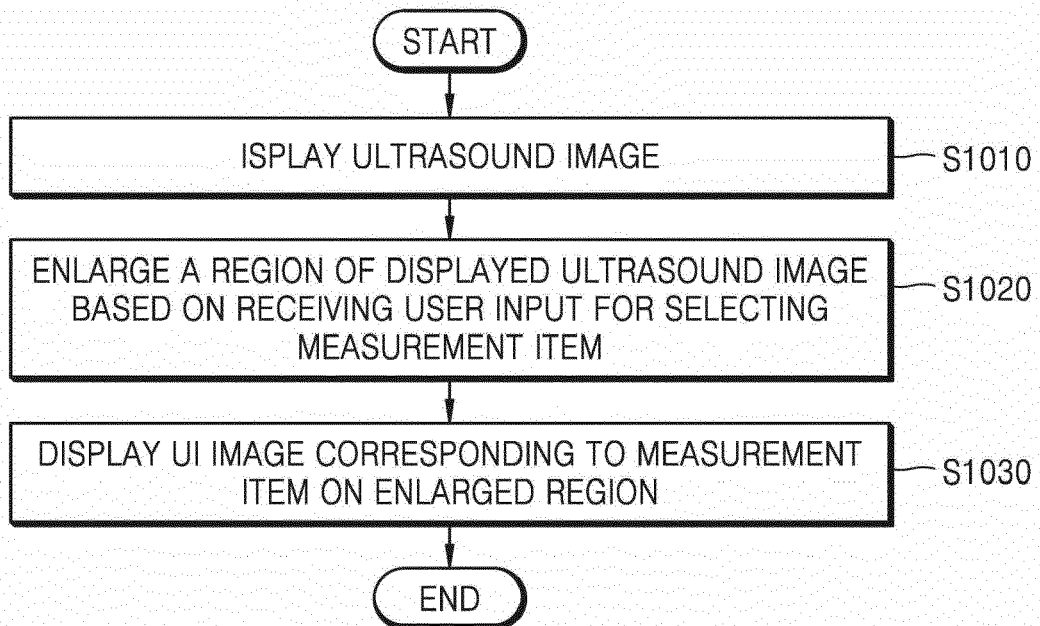 START
ISPLAY ULTRASOUND IMAGE
S1010
ENLARGE A REGION OF DISPLAYED ULTRASOUND IMAGE
BASED ON RECEIVING USER INPUT FOR SELECTING
MEASUREMENT ITEM
S1020
DISPLAY UI IMAGE CORRESPONDING TO MEASUREMENT
ITEM ON ENLARGED REGION
S1030
END